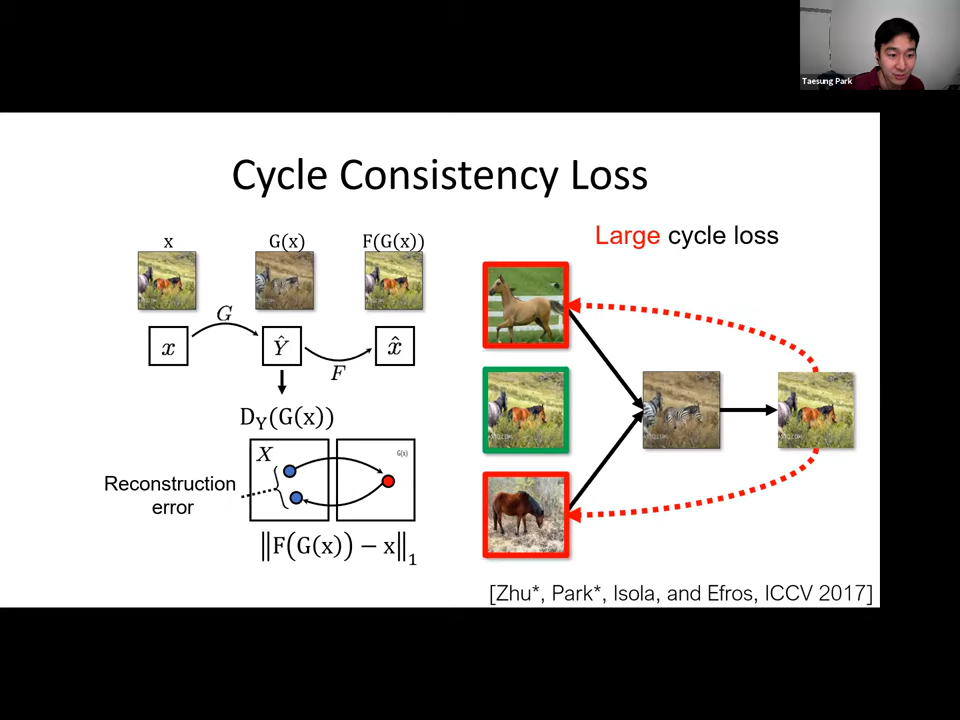 Taesung Park
Cycle Consistency Loss
Large cycle loss
x
G(x)
F(G(x))
G
x
Ŷ
x̂
F
D_Y(G(x))
X
G(x)
Reconstruction
error
‖F(G(x)) − x‖₁
[Zhu*, Park*, Isola, and Efros, ICCV 2017]